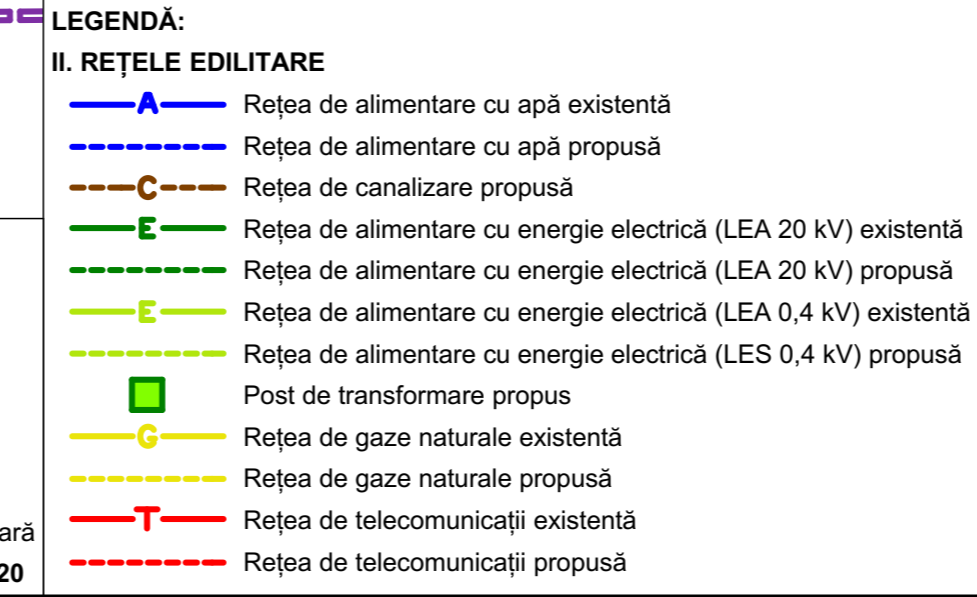 LEGENDĂ:
II. REȚELE EDILITARE
A Rețea de alimentare cu apă existentă
Rețea de alimentare cu apă propusă
C Rețea de canalizare propusă
E Rețea de alimentare cu energie electrică (LEA 20 kV) existentă
Rețea de alimentare cu energie electrică (LEA 20 kV) propusă
E Rețea de alimentare cu energie electrică (LEA 0,4 kV) existentă
Rețea de alimentare cu energie electrică (LES 0,4 kV) propusă
Post de transformare propus
G Rețea de gaze naturale existentă
Rețea de gaze naturale propusă
T Rețea de telecomunicații existentă
Rețea de telecomunicații propusă
ară
20